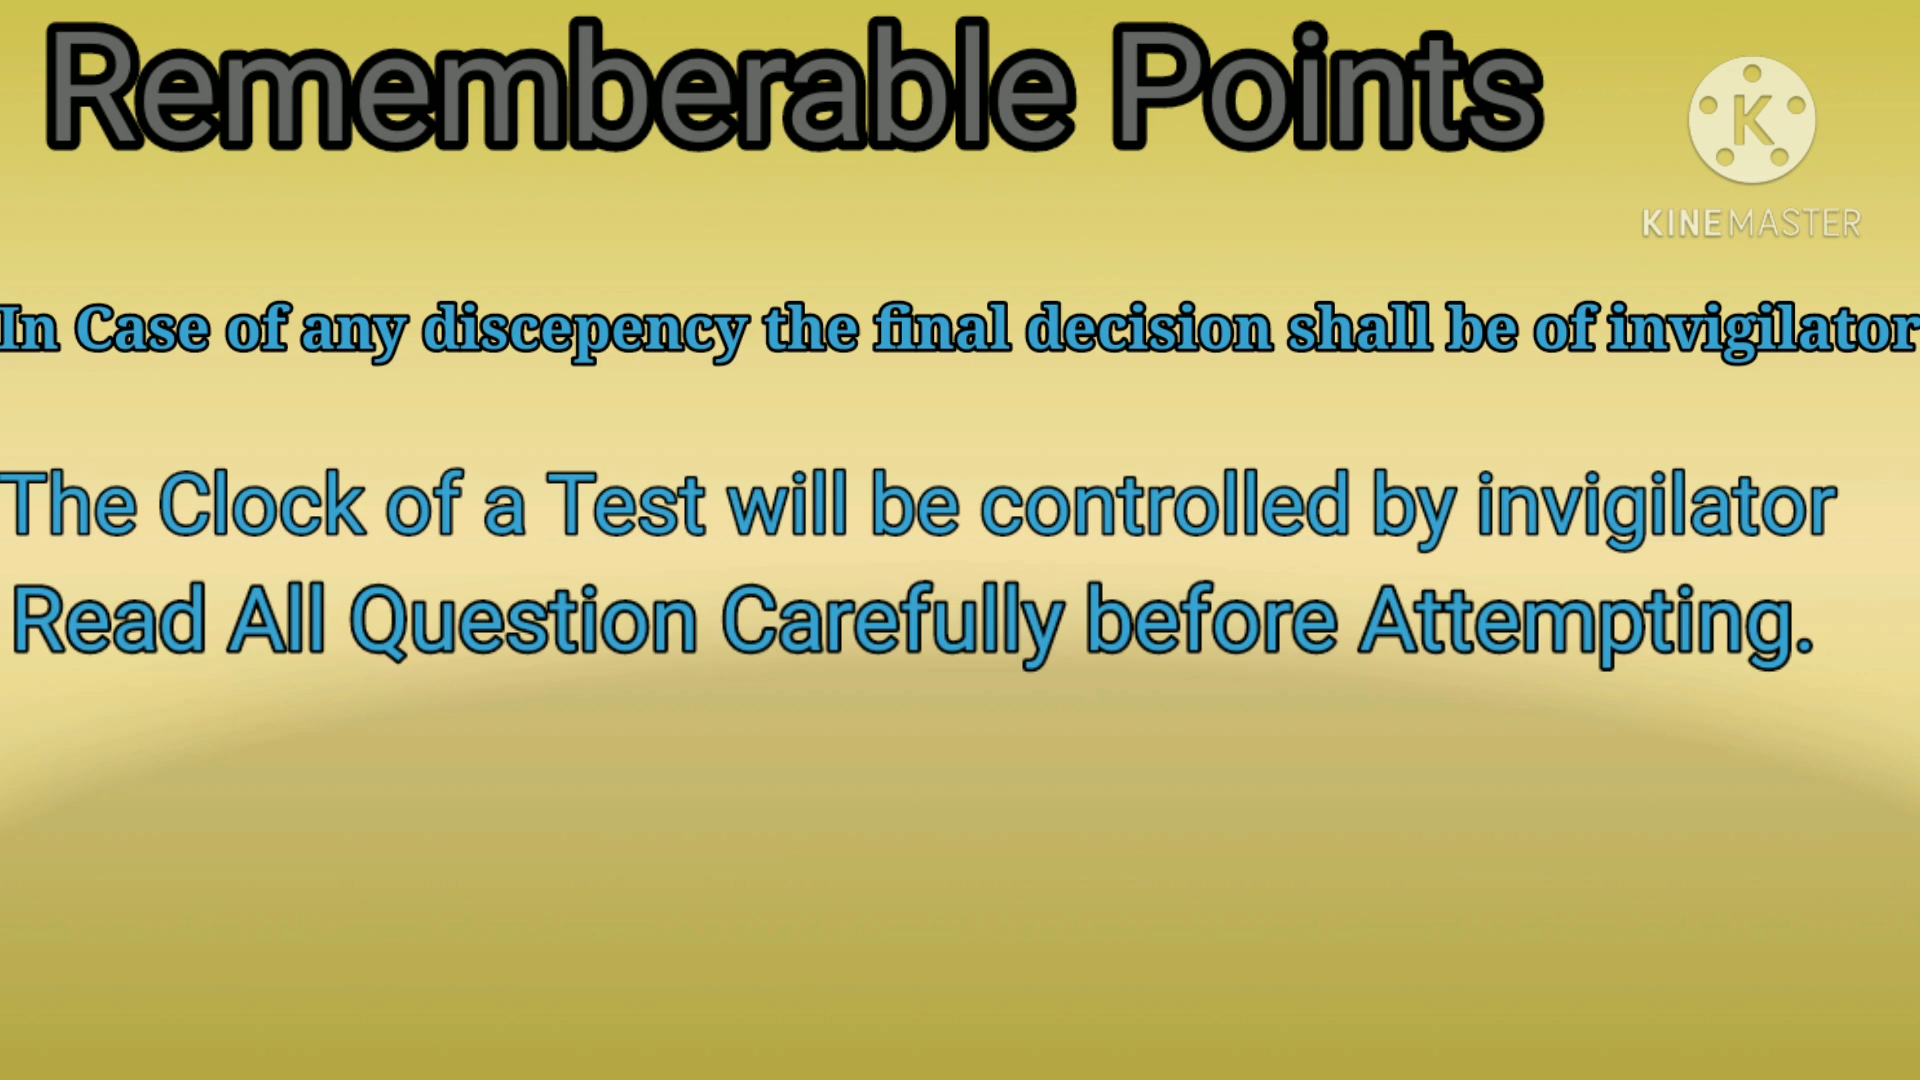 Rememberable Points
K
KINEMASTER
In Case of any discepency the final decision shall be of invigilator
The Clock of a Test will be controlled by invigilator
Read All Question Carefully before Attempting.